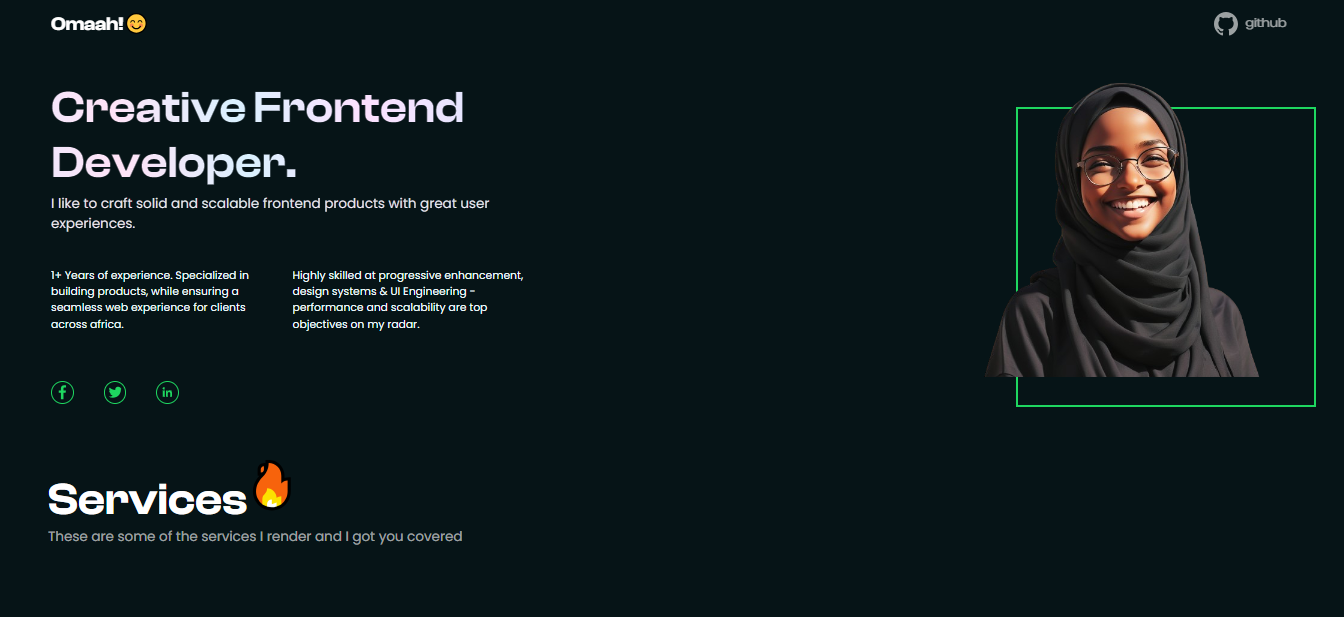 Omaah!😊
github
Creative Frontend
Developer.
I like to craft solid and scalable frontend products with great user
experiences.
1+ Years of experience. Specialized in
building products, while ensuring a
seamless web experience for clients
across africa.
Highly skilled at progressive enhancement,
design systems & UI Engineering -
performance and scalability are top
objectives on my radar.
Services
These are some of the services I render and I got you covered